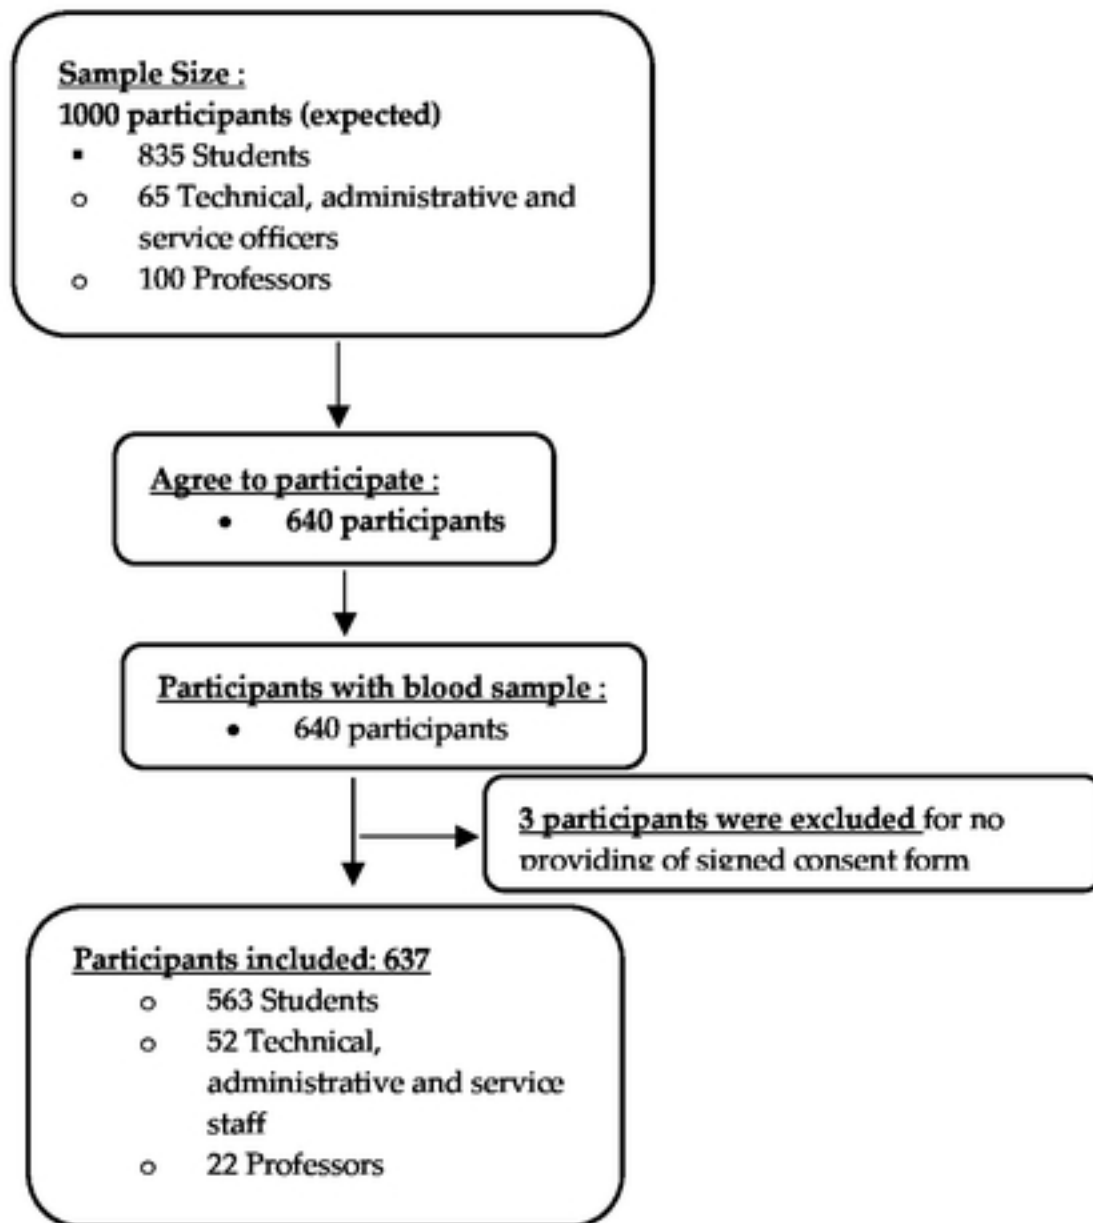 Sample Size :
1000 participants (expected)
▪ 835 Students
o 65 Technical, administrative and
service officers
o 100 Professors
Agree to participate :
• 640 participants
Participants with blood sample :
• 640 participants
3 participants were excluded for no
providing of signed consent form
Participants included: 637
o 563 Students
o 52 Technical,
administrative and service
staff
o 22 Professors